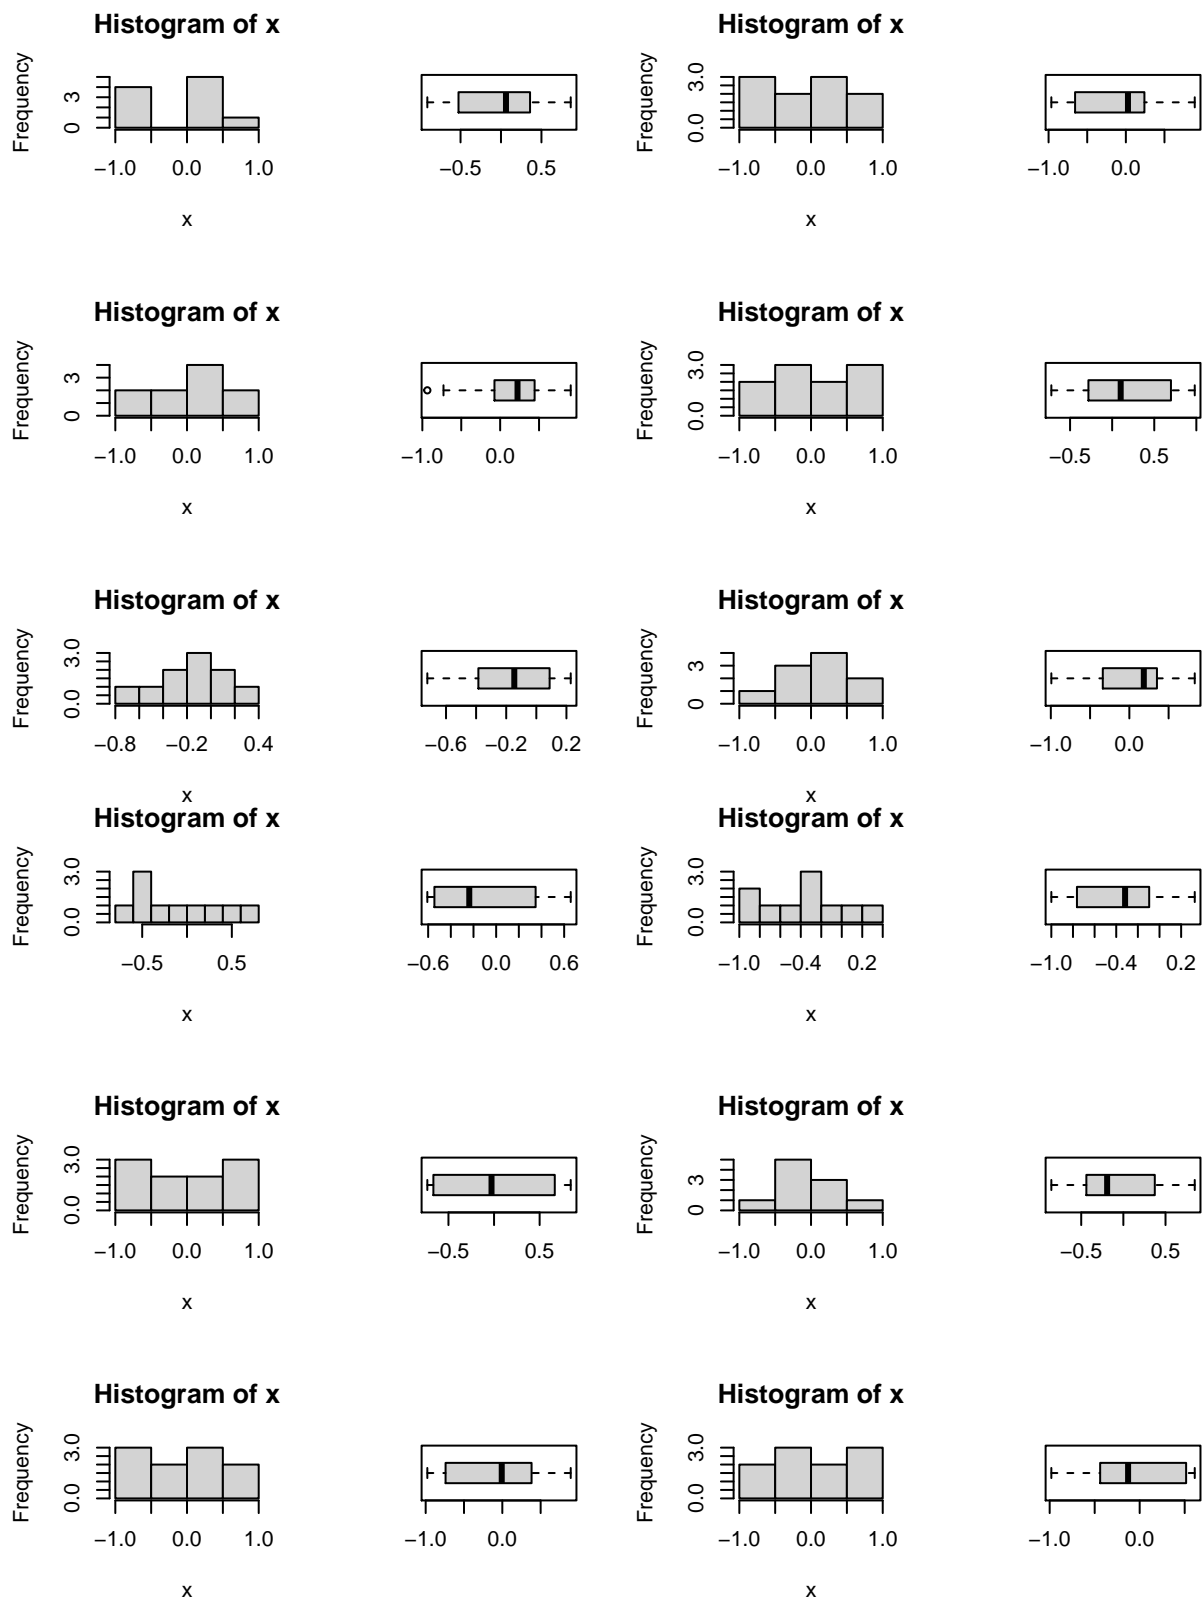 Histogram of x Histogram of x
Frequency 0 3 Frequency 0.0 3.0
−1.0 0.0 1.0 −0.5 0.5 −1.0 0.0 1.0 −1.0 0.0
x
Histogram of x Histogram of x
Frequency 0 3 Frequency 0.0 3.0
−1.0 0.0 1.0 −1.0 0.0 −1.0 0.0 1.0 −0.5 0.5
x x
Histogram of x Histogram of x
Frequency 0.0 3.0 Frequency 0 3
−0.8 −0.2 0.4 −0.6 −0.2 0.2 −1.0 0.0 1.0 −1.0 0.0
x x
Histogram of x Histogram of x
Frequency 0.0 3.0 Frequency 0.0 3.0
−0.5 0.5 −0.6 0.0 0.6 −1.0 −0.4 0.2 −1.0 −0.4 0.2
x x
Histogram of x Histogram of x
Frequency 0.0 3.0 Frequency 0 3
−1.0 0.0 1.0 −0.5 0.5 −1.0 0.0 1.0 −0.5 0.5
x x
Histogram of x Histogram of x
Frequency 0.0 3.0 Frequency 0.0 3.0
−1.0 0.0 1.0 −1.0 0.0 −1.0 0.0 1.0 −1.0 0.0
x x